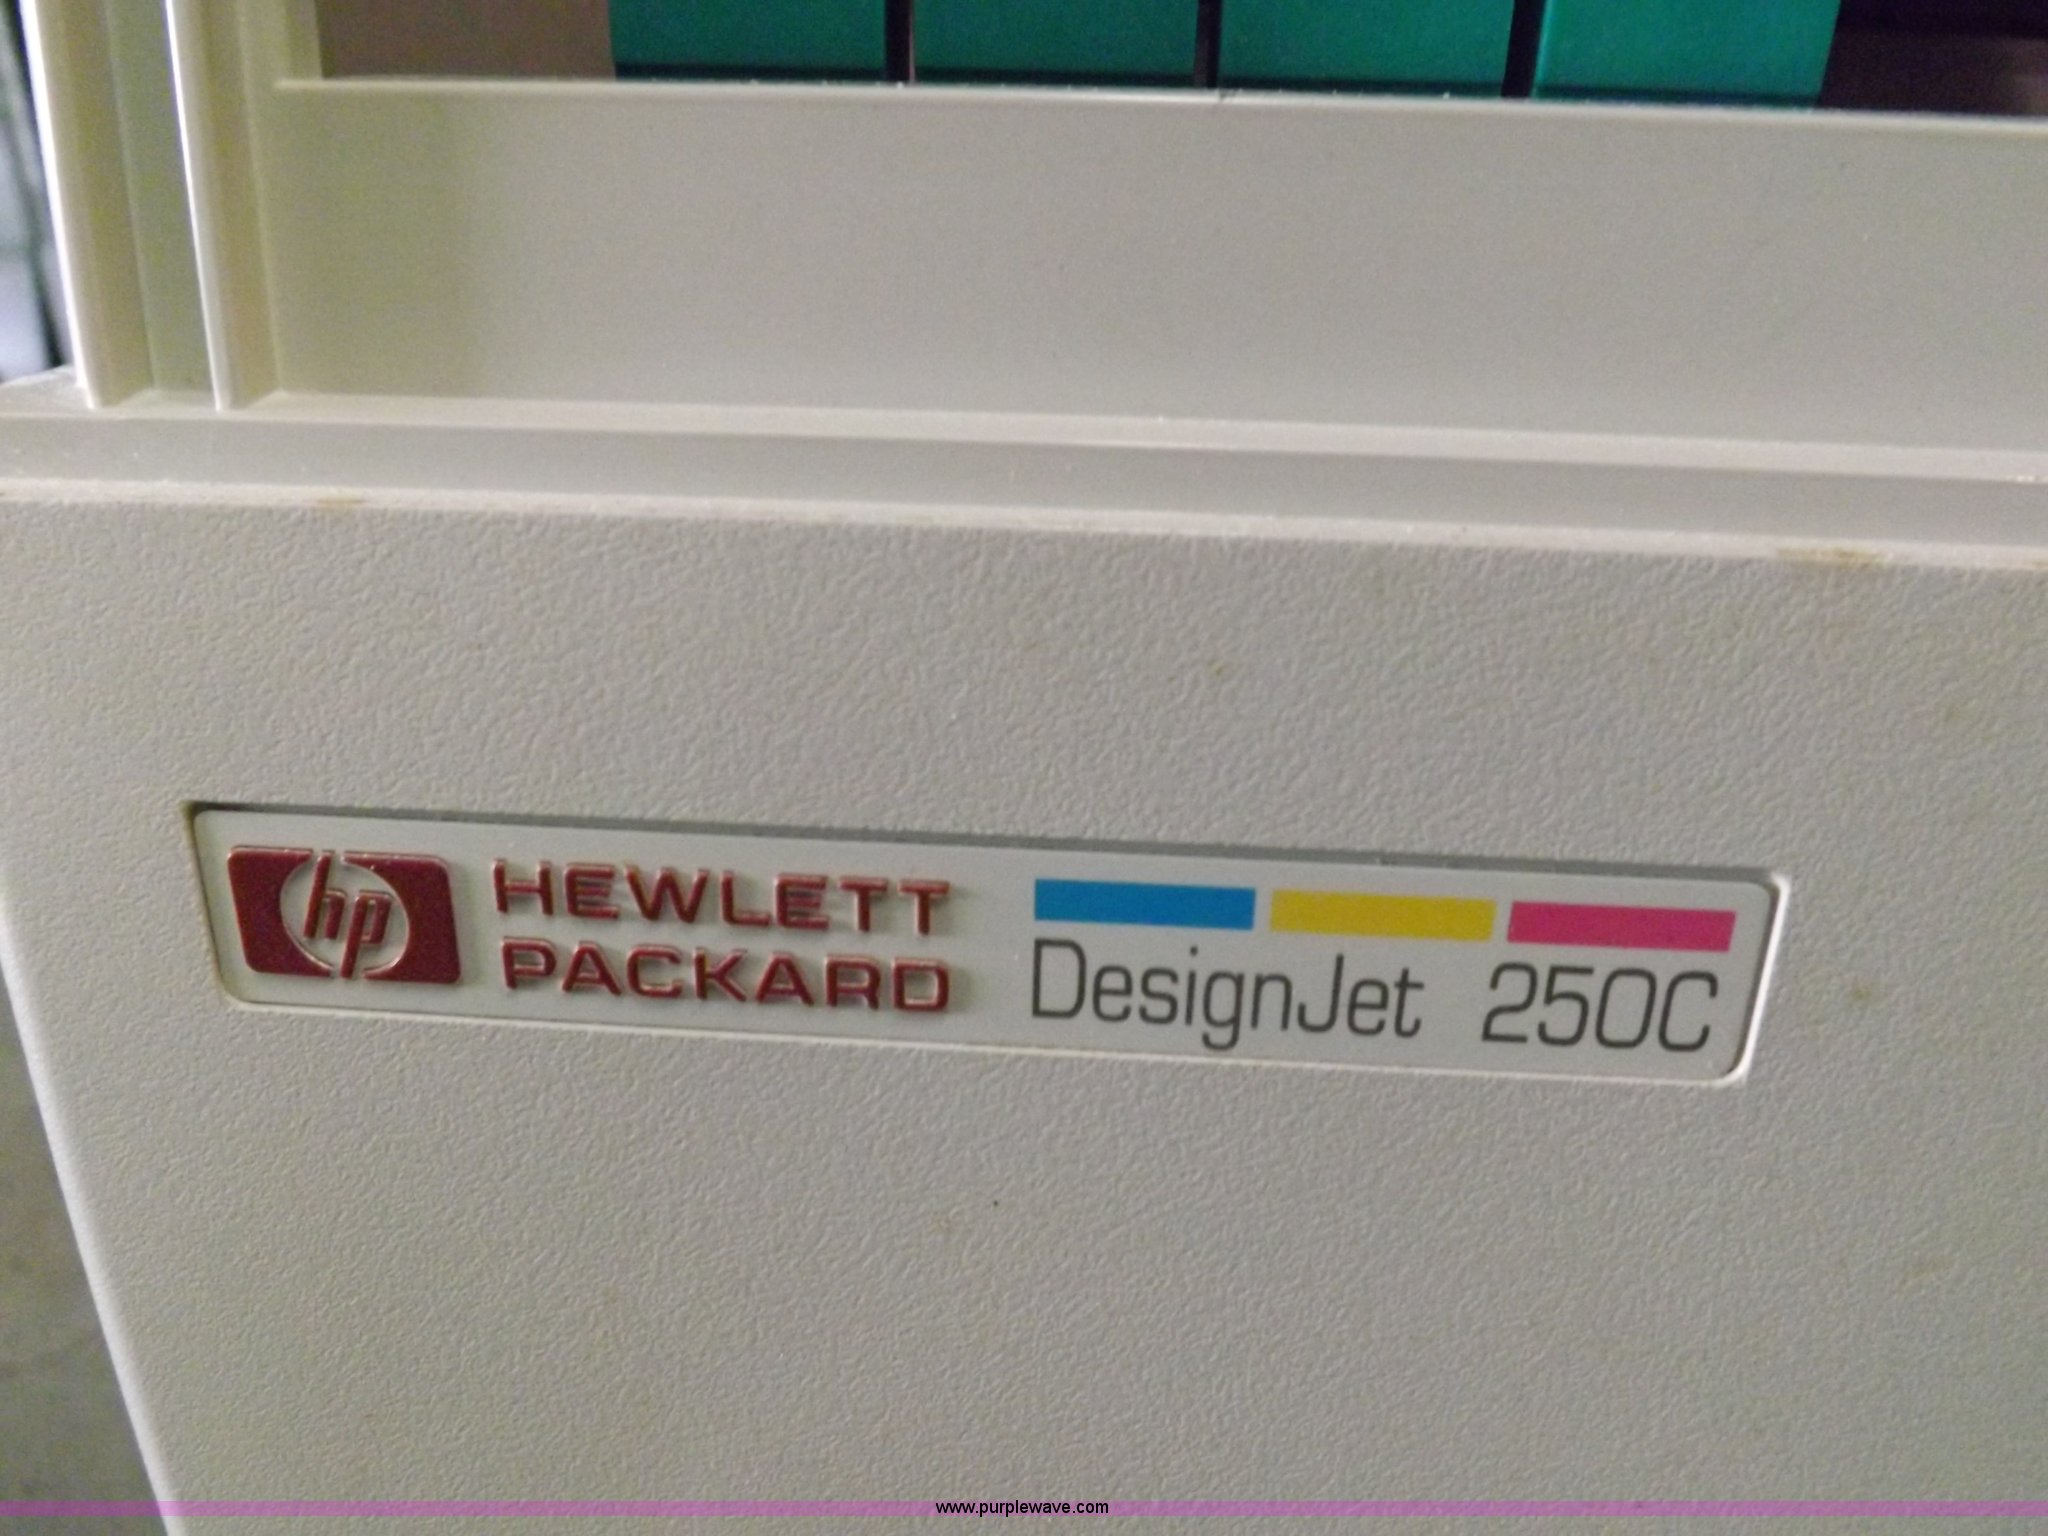 hp HEWLETT
PACKARD
DesignJet 250C
www.purplewave.com